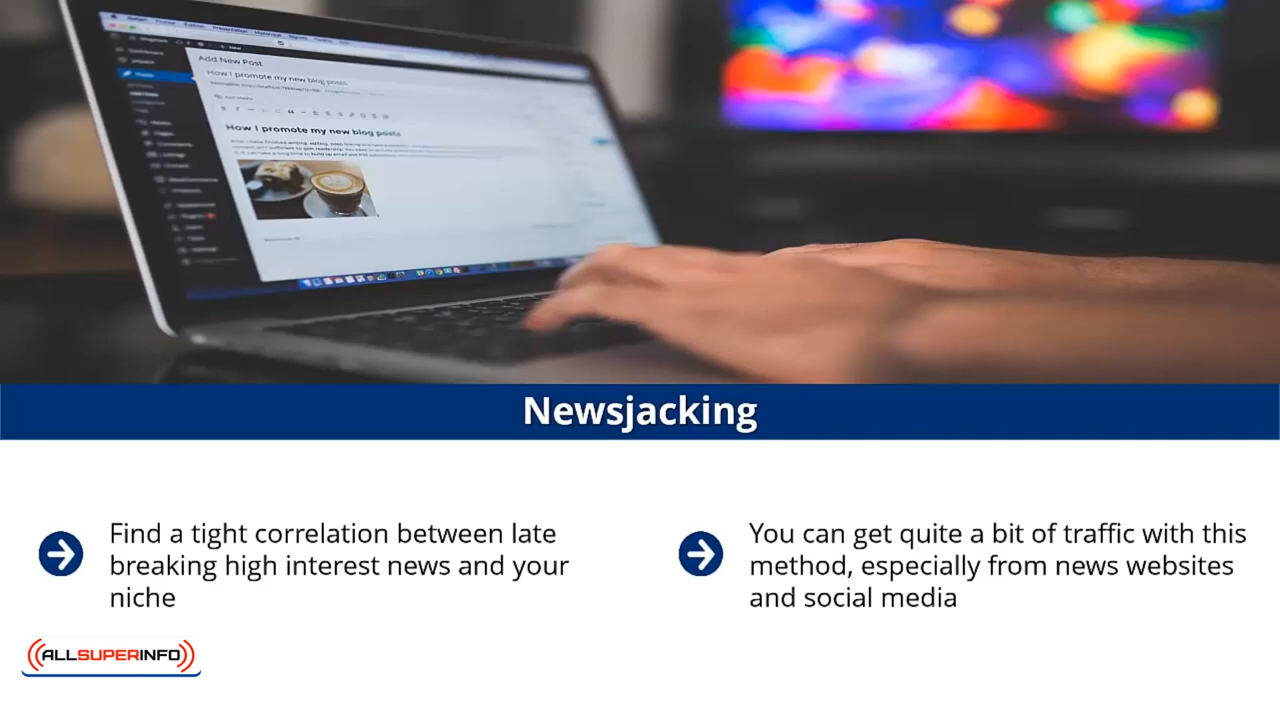 Add New Post
How I promote my new blog posts
How I promote my new blog posts
Newsjacking
Find a tight correlation between late
breaking high interest news and your
niche
You can get quite a bit of traffic with this
method, especially from news websites
and social media
ALLSUPERINFO